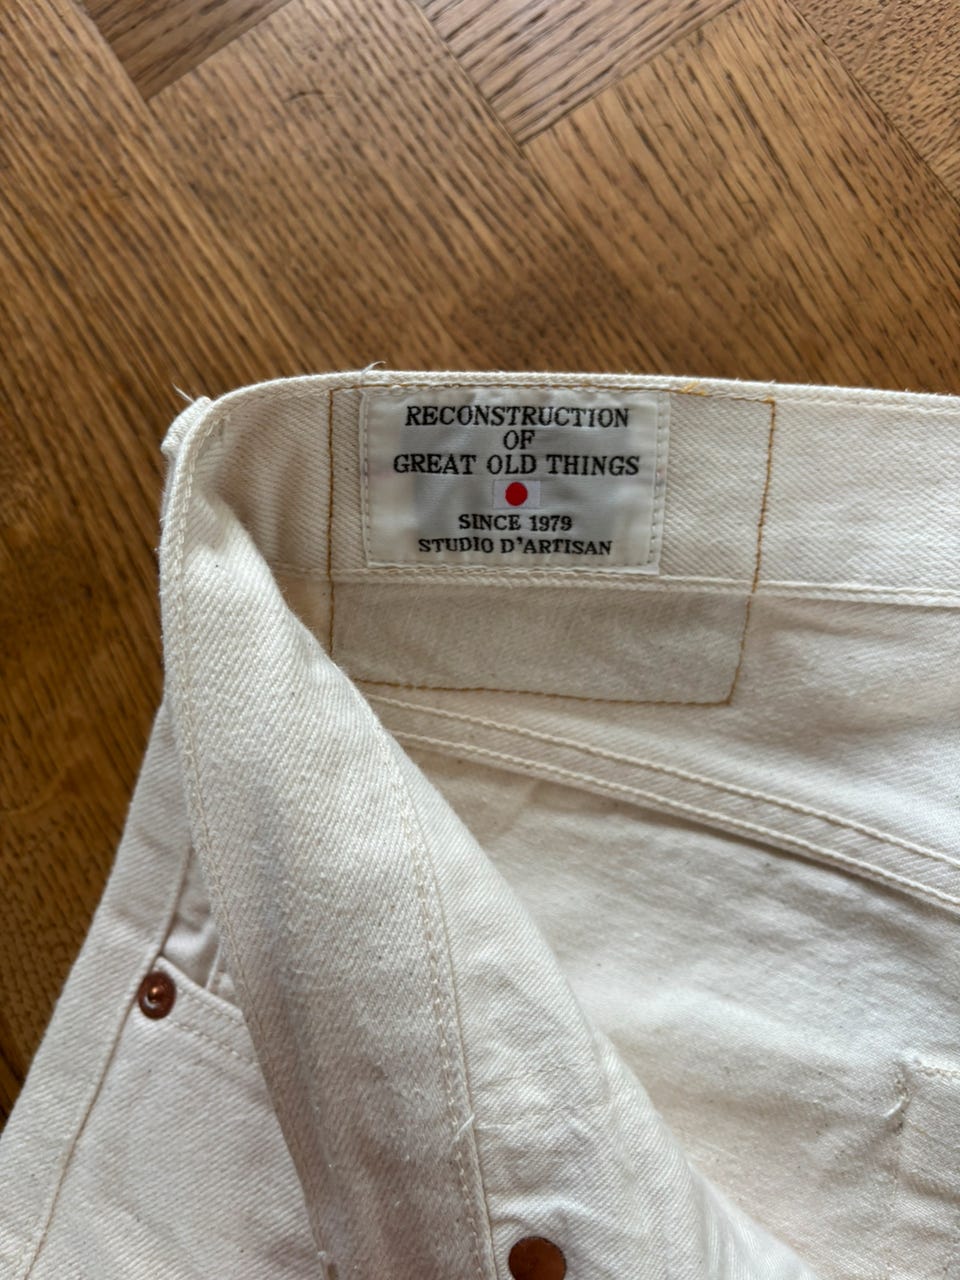 RECONSTRUCTION
OF
GREAT OLD THINGS
SINCE 1979
STUDIO D'ARTISAN